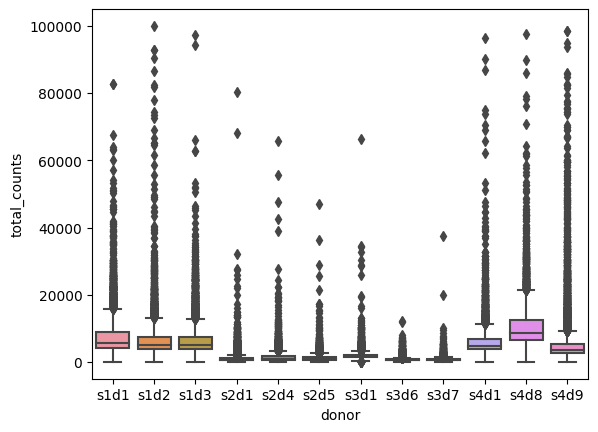 100000
80000
60000
40000
20000
0
total_counts
s1d1 s1d2 s1d3 s2d1 s2d4 s2d5 s3d1 s3d6 s3d7 s4d1 s4d8 s4d9
donor